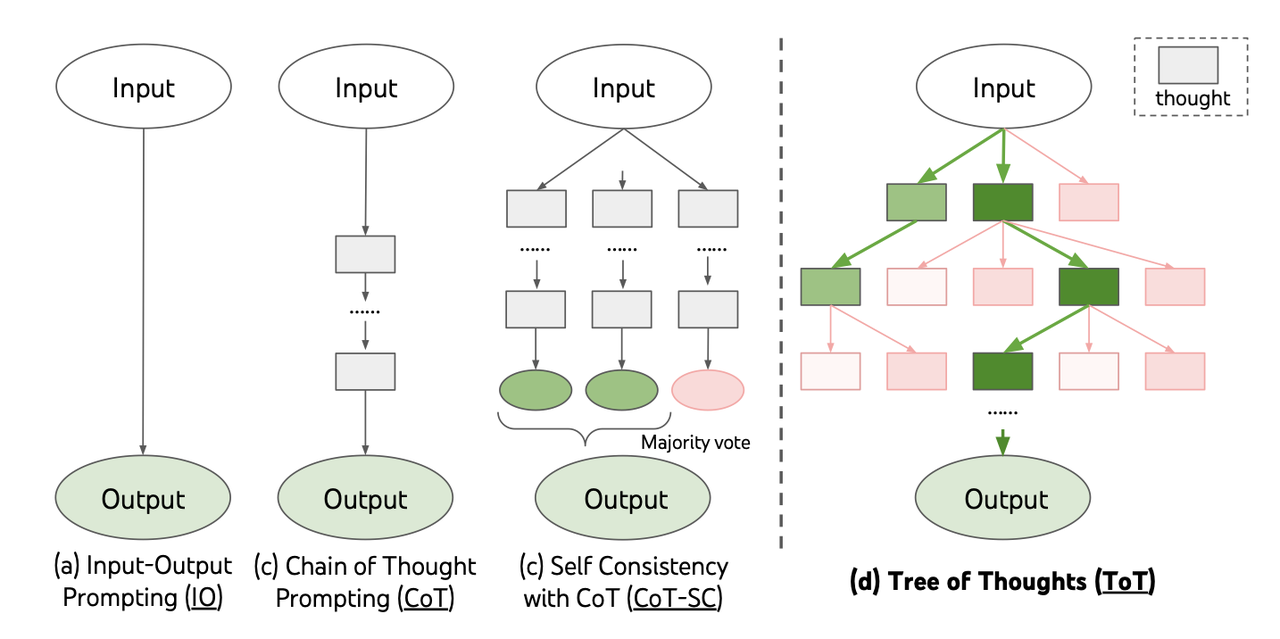 Input
Input
Input
Input
thought
......
......
......
......
Majority vote
......
Output
Output
Output
Output
(a) Input-Output
Prompting (IO)
(c) Chain of Thought
Prompting (CoT)
(c) Self Consistency
with CoT (CoT-SC)
(d) Tree of Thoughts (ToT)